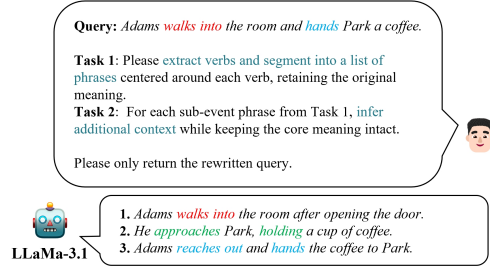 Query: Adams walks into the room and hands Park a coffee.
Task 1: Please extract verbs and segment into a list of
phrases centered around each verb, retaining the original
meaning.
Task 2: For each sub-event phrase from Task 1, infer
additional context while keeping the core meaning intact.
Please only return the rewritten query.
1. Adams walks into the room after opening the door.
2. He approaches Park, holding a cup of coffee.
3. Adams reaches out and hands the coffee to Park.
LLaMa-3.1